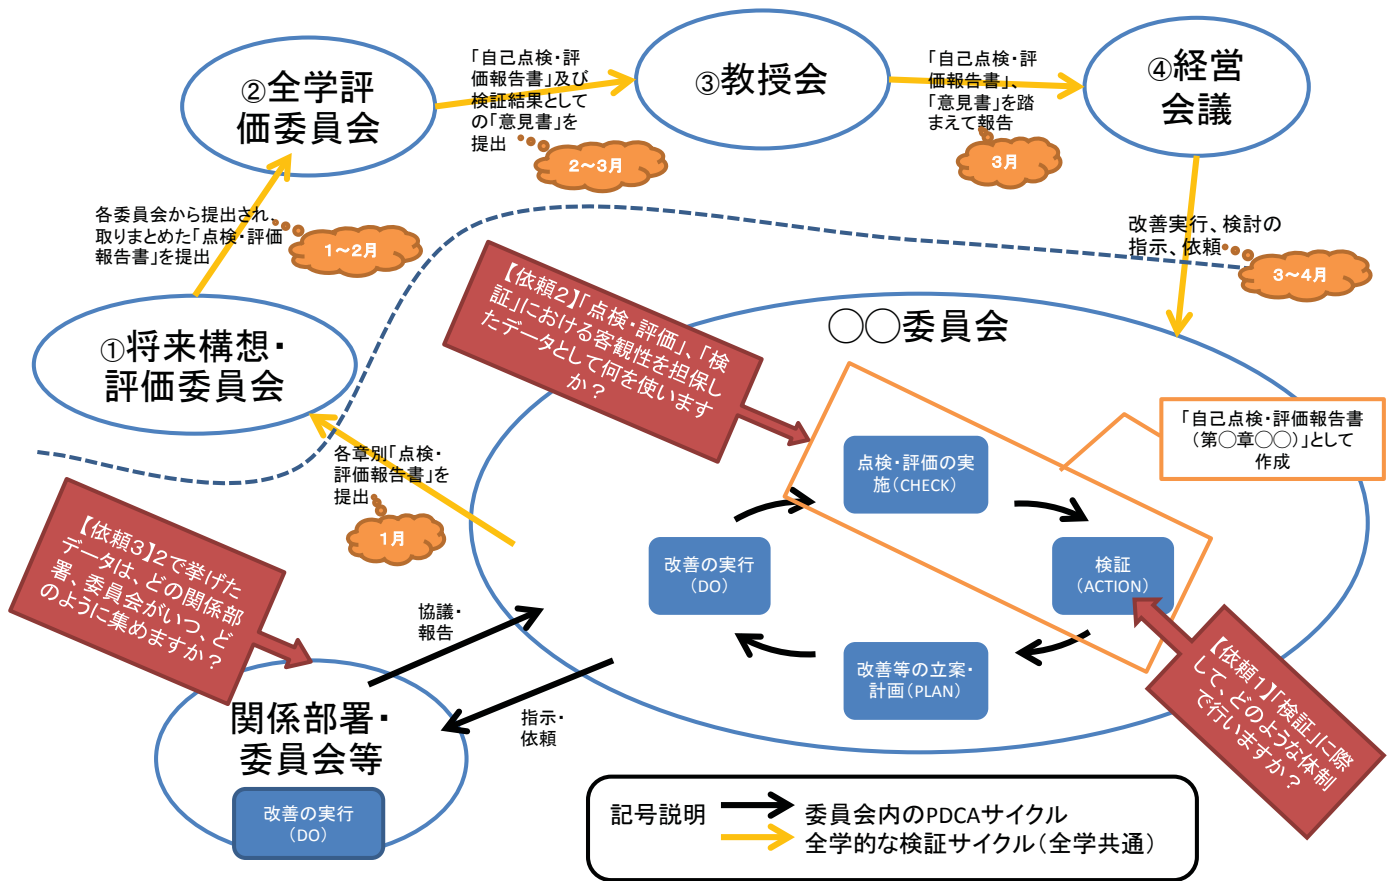 ②全学評
価委員会
「自己点検・評
価報告書」及び
検証結果として
の「意見書」を
提出
2～3月
③教授会
「自己点検・評
価報告書」、
「意見書」を踏
まえて報告
3月
④経営
会議
各委員会から提出され、
取りまとめた「点検・評価
報告書」を提出
1～2月
改善実行、検討の
指示、依頼
3～4月
①将来構想・
評価委員会
【依頼2】「点検・評価」、「検
証」における客観性を担保し
たデータとして何を使います
か？
〇〇委員会
「自己点検・評価報告書
（第〇章〇〇）」として
作成
各章別「点検・
評価報告書」を
提出
1月
点検・評価の実
施（CHECK）
改善の実行
（DO）
検証
（ACTION）
改善等の立案・
計画（PLAN）
【依頼3】2で挙げた
データは、どの関係部
署、委員会がいつ、ど
のように集めますか？
協議・
報告
指示・
依頼
【依頼1】「検証」に際
して、どのような体制
で行いますか？
関係部署・
委員会等
改善の実行
（DO）
記号説明
委員会内のPDCAサイクル
全学的な検証サイクル（全学共通）